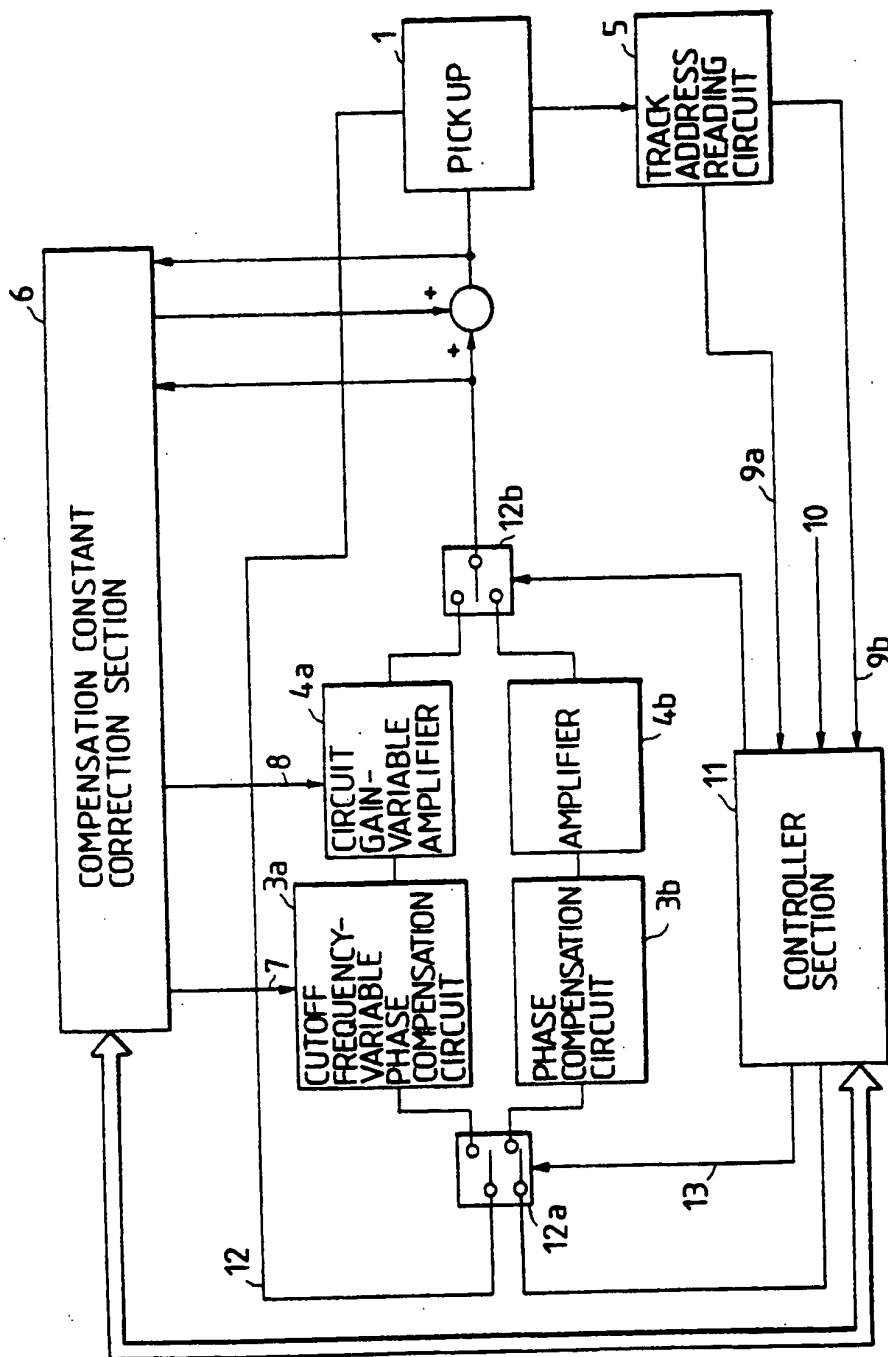 6
COMPENSATION CONSTANT
CORRECTION SECTION
12
7
8
+
+
1
PICK UP
3a
CUTOFF
FREQUENCY-
VARIABLE
PHASE
COMPENSATION
CIRCUIT
4a
CIRCUIT
GAIN-
VARIABLE
AMPLIFIER
12b
12a
PHASE
COMPENSATION
CIRCUIT
3b
AMPLIFIER
4b
5
TRACK
ADDRESS
READING
CIRCUIT
13
11
CONTROLLER
SECTION
9a
10
9b